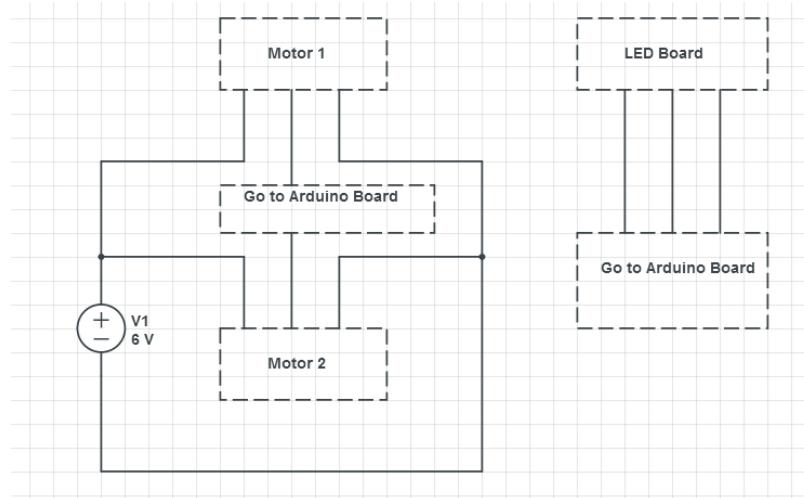 Motor 1
LED Board
Go to Arduino Board
Go to Arduino Board
V1
6 V
Motor 2